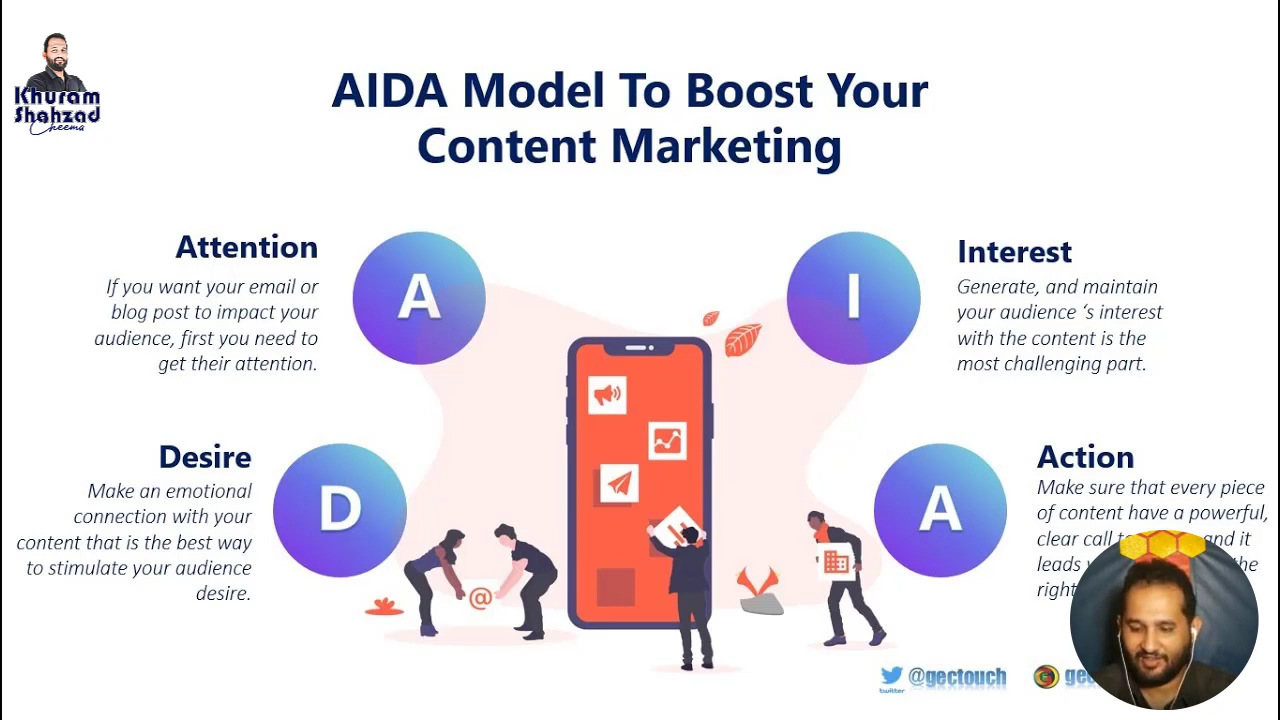 Khuram
Shahzad
Cheema
AIDA Model To Boost Your
Content Marketing
Attention
If you want your email or
blog post to impact your
audience, first you need to
get their attention.
A
I
Interest
Generate, and maintain
your audience ‘s interest
with the content is the
most challenging part.
Desire
Make an emotional
connection with your
content that is the best way
to stimulate your audience
desire.
D
A
Action
Make sure that every piece
of content have a powerful,
clear call and it
leads the
right
@
twitter
@gectouch